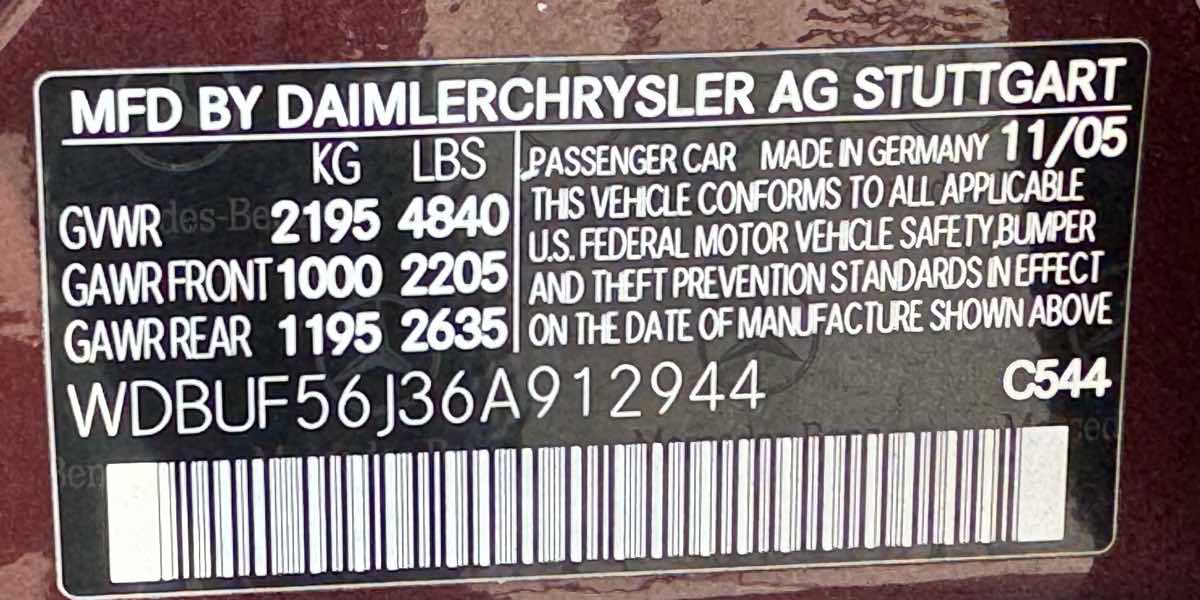 MFD BY DAIMLERCHRYSLER AG STUTTGART
KG LBS
GVWR 2195 4840
GAWR FRONT 1000 2205
GAWR REAR 1195 2635
PASSENGER CAR MADE IN GERMANY 11/05
THIS VEHICLE CONFORMS TO ALL APPLICABLE
U.S. FEDERAL MOTOR VEHICLE SAFETY,BUMPER
AND THEFT PREVENTION STANDARDS IN EFFECT
ON THE DATE OF MANUFACTURE SHOWN ABOVE
WDBUF56J36A912944
C544